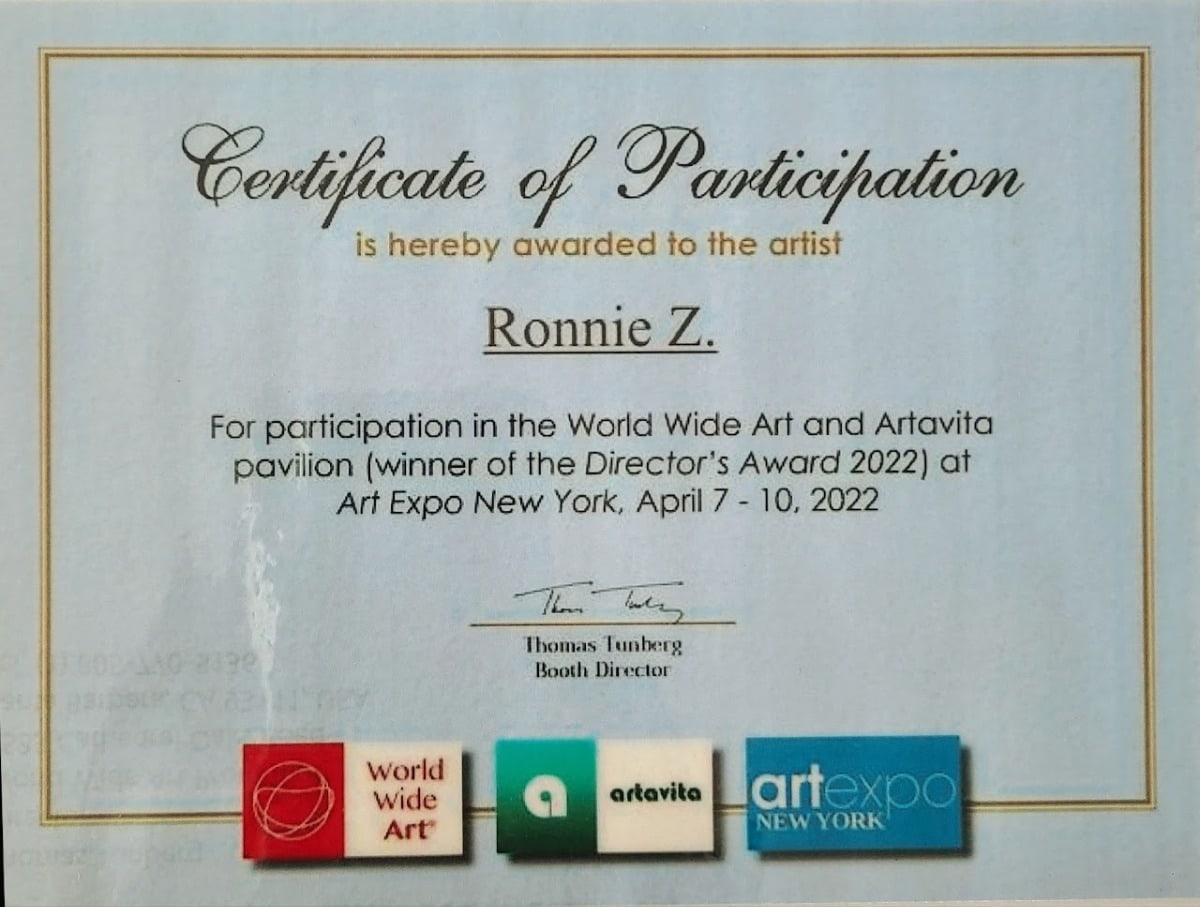 Certificate of Participation
is hereby awarded to the artist
Ronnie Z.
For participation in the World Wide Art and Artavita
pavilion (winner of the Director's Award 2022) at
Art Expo New York, April 7 - 10, 2022
Thomas Tunberg
Booth Director
World
Wide
Art®
a
artavita
artexpo
NEW YORK